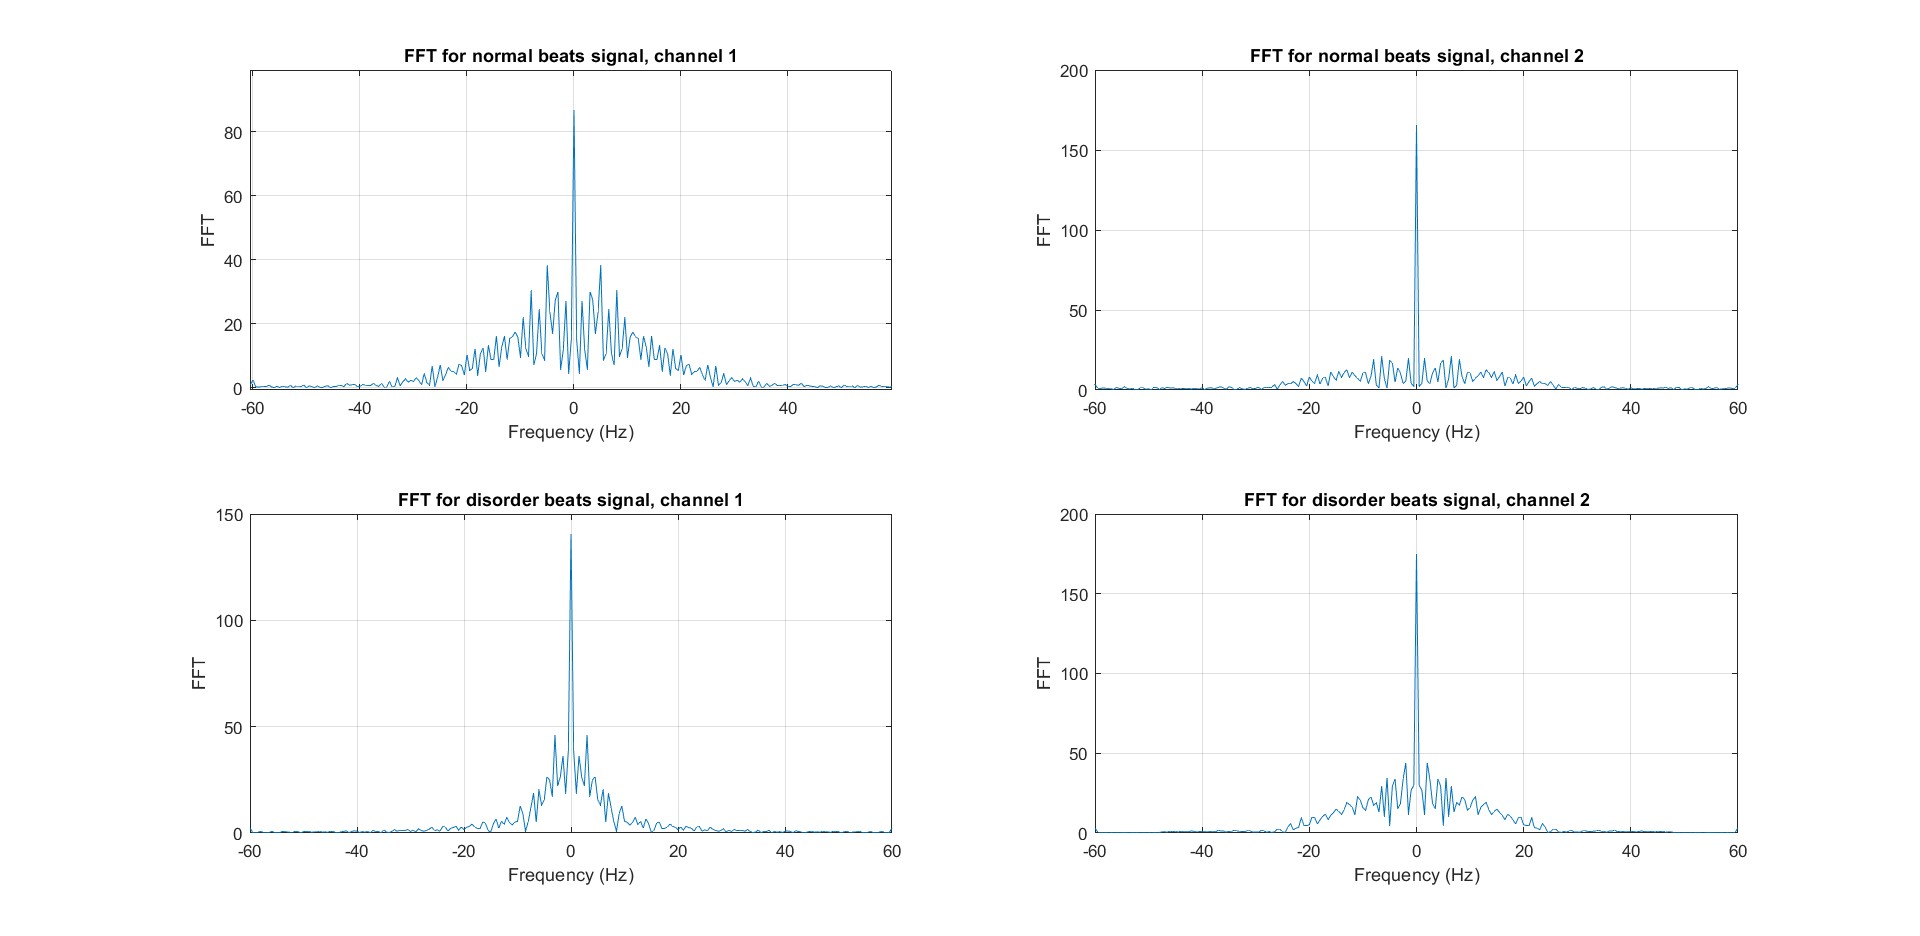 FFT for normal beats signal, channel 1
80
60
40
20
0
FFT
-60 -40 -20 0 20 40
Frequency (Hz)
FFT for normal beats signal, channel 2
200
150
100
50
0
FFT
-60 -40 -20 0 20 40 60
Frequency (Hz)
FFT for disorder beats signal, channel 1
150
100
50
0
FFT
-60 -40 -20 0 20 40 60
Frequency (Hz)
FFT for disorder beats signal, channel 2
200
150
100
50
0
FFT
-60 -40 -20 0 20 40 60
Frequency (Hz)